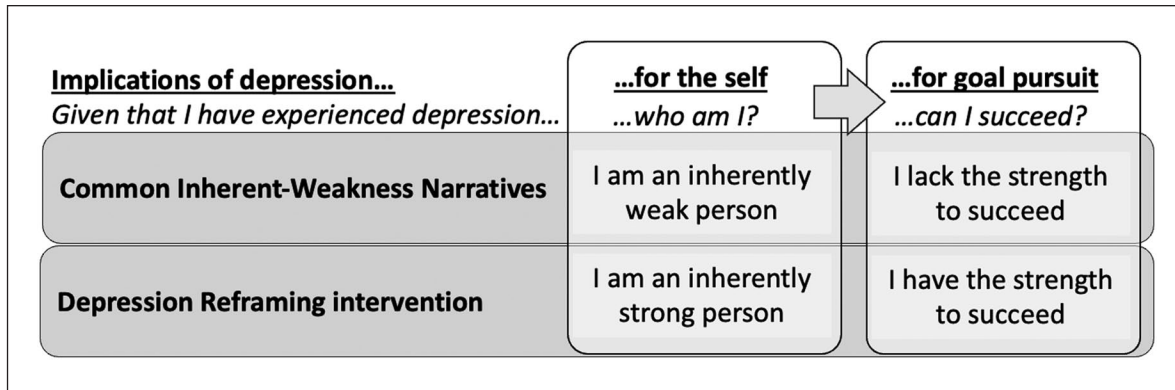 Implications of depression…
Given that I have experienced depression…
…for the self
…who am I?
…for goal pursuit
…can I succeed?
Common Inherent-Weakness Narratives
I am an inherently
weak person
I lack the strength
to succeed
Depression Reframing intervention
I am an inherently
strong person
I have the strength
to succeed